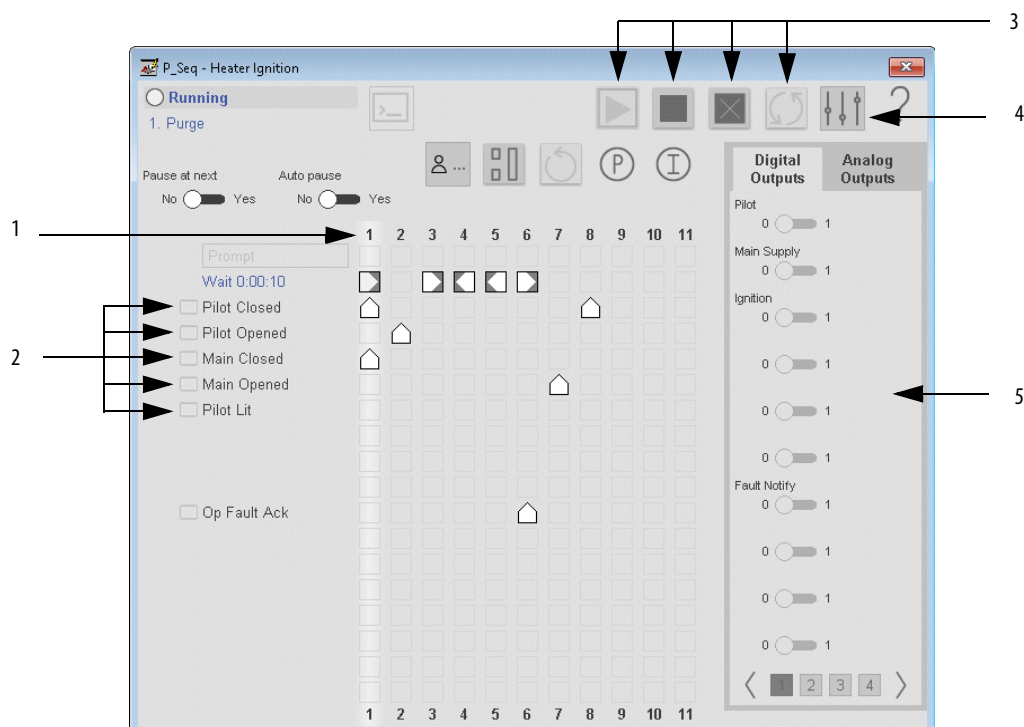 3
P_Seq - Heater Ignition
Running
1. Purge
>_
?
4
...
P
I
Digital Outputs
Analog Outputs
Pause at next
Auto pause
No Yes
No Yes
Pilot
0 1
1
1 2 3 4 5 6 7 8 9 10 11
Prompt
Main Supply
0 1
Wait 0:00:10
Ignition
0 1
Pilot Closed
Pilot Opened
2
Main Closed
0 1
Main Opened
5
Pilot Lit
0 1
0 1
Fault Notify
0 1
Op Fault Ack
0 1
0 1
0 1
1 2 3 4
1 2 3 4 5 6 7 8 9 10 11